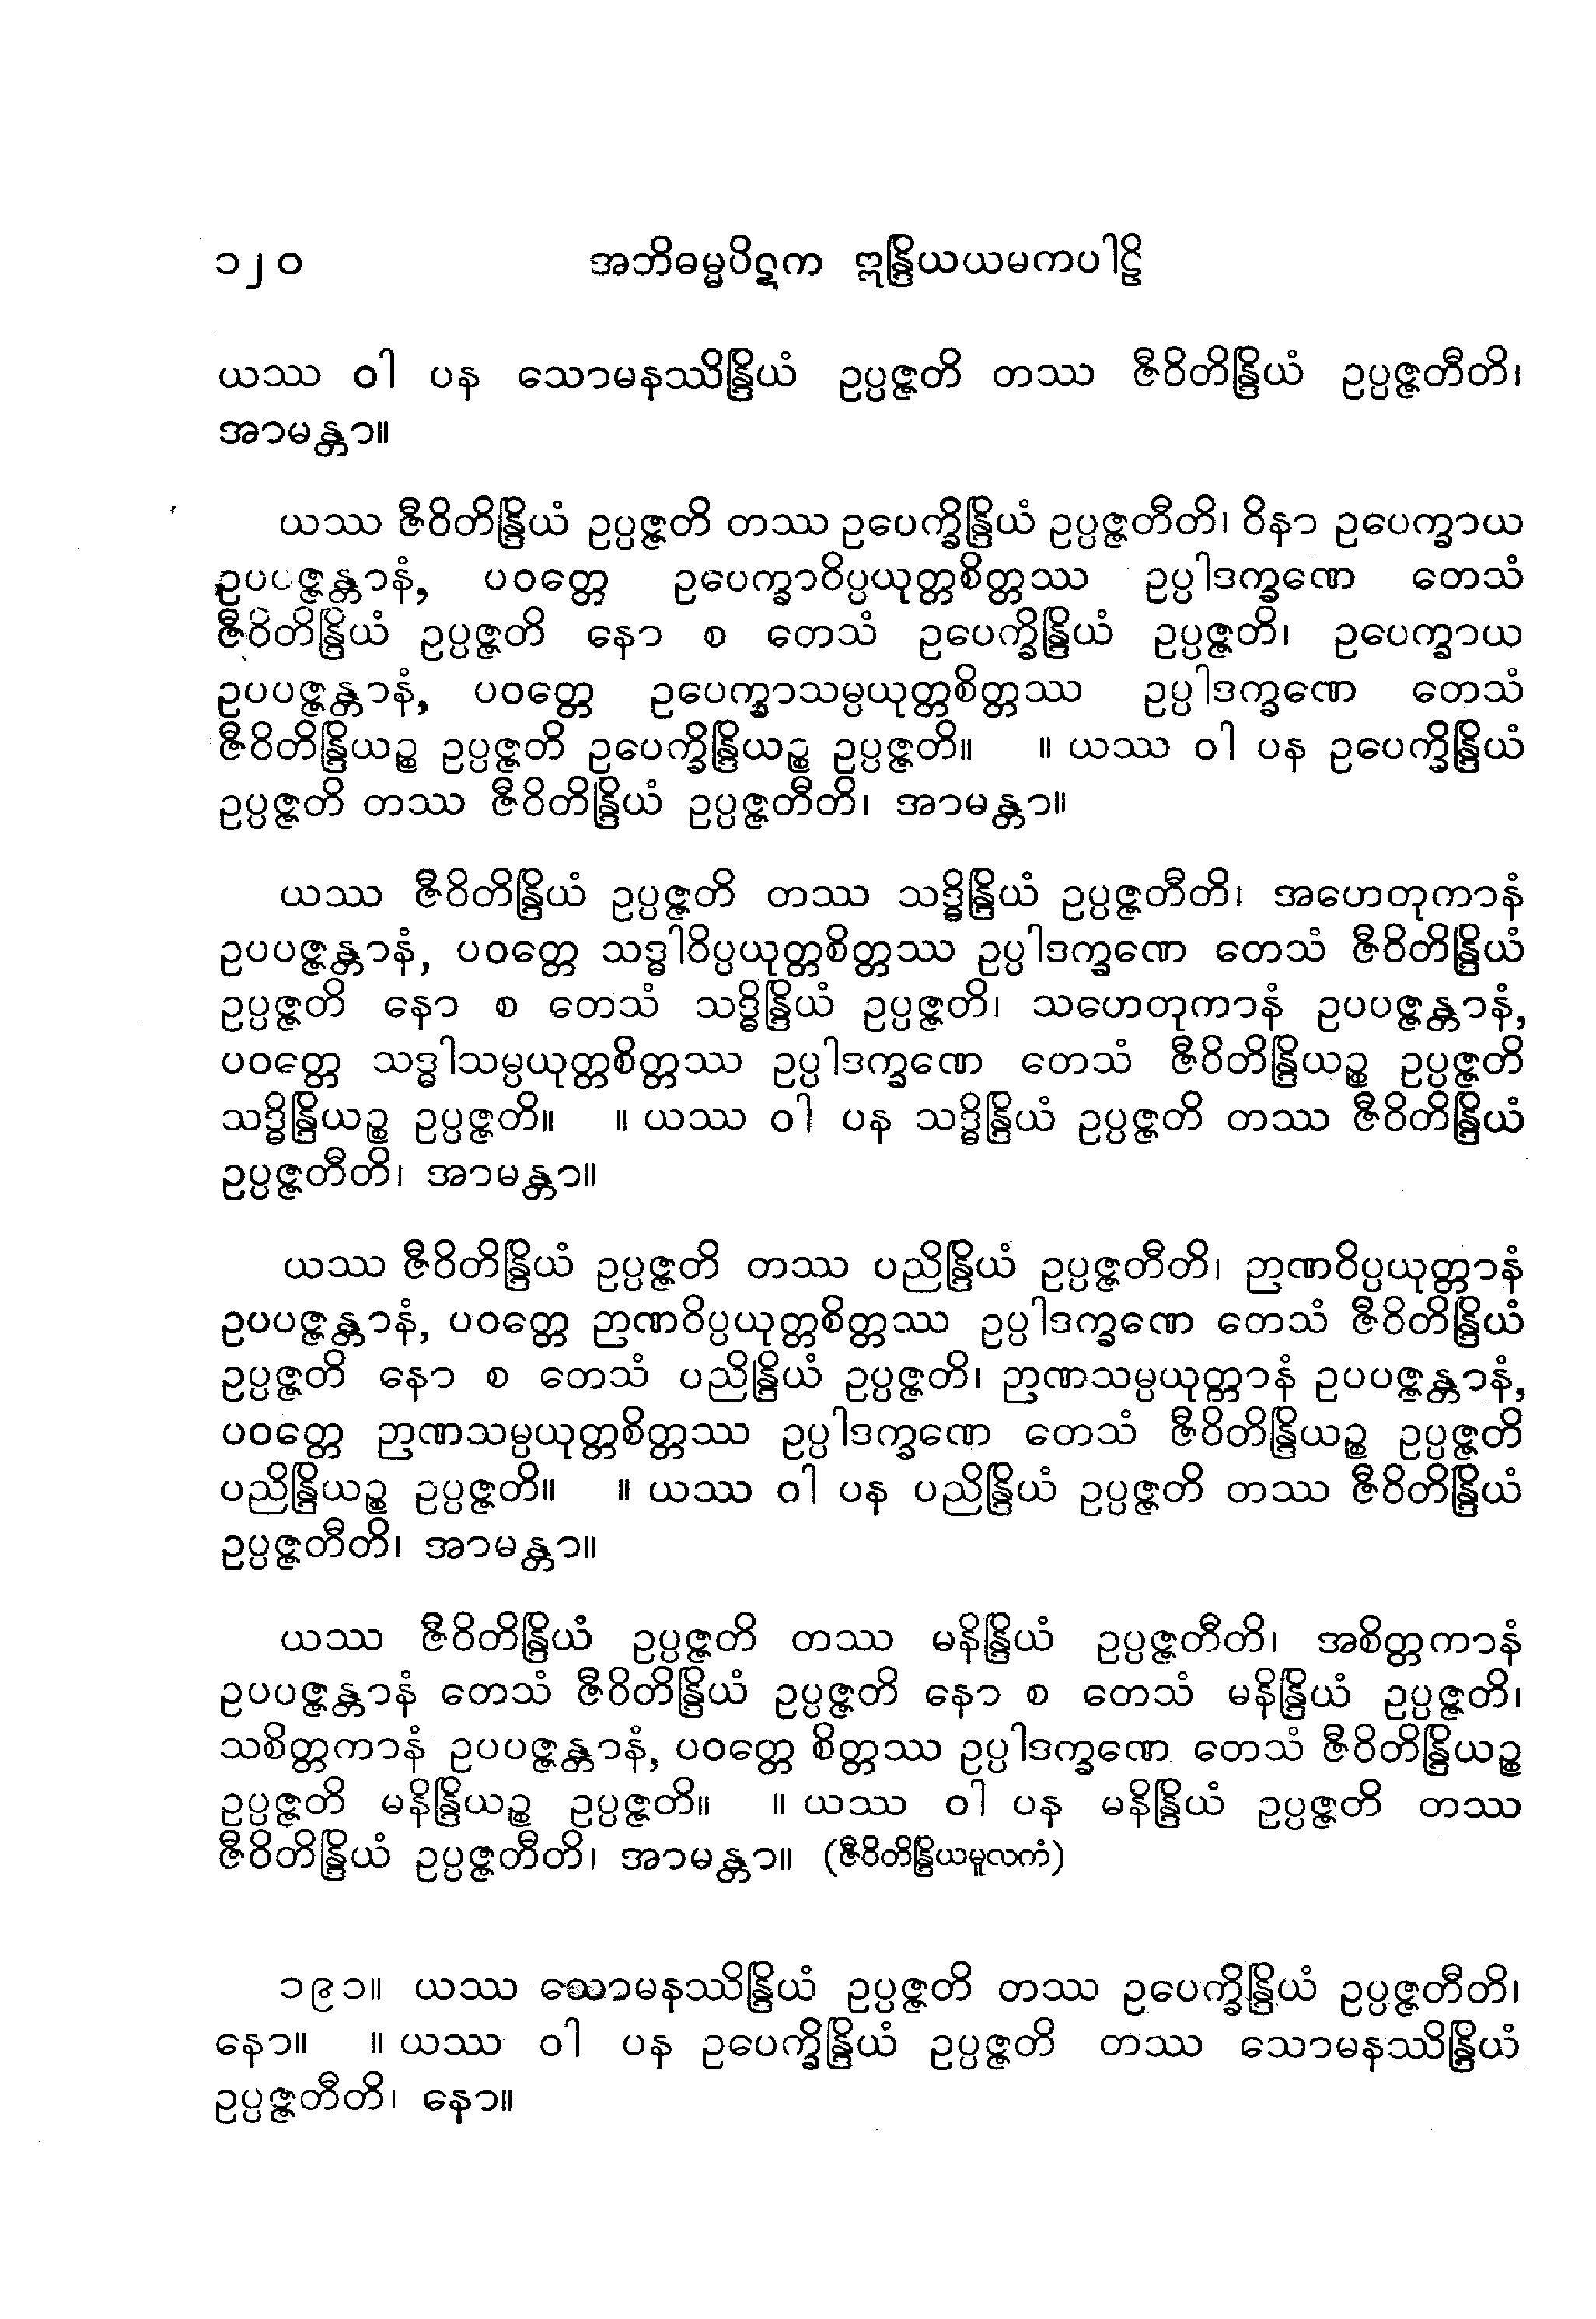 ၁၂၀ အဘိဓမ္မပိဋက ဣန္ဒြိယယမကပါဠိ
ယဿ ဝါ ပန သောမနဿိန္ဒြိယံ ဥပ္ပဇ္ဇတိ တဿ ဇီဝိတိန္ဒြိယံ ဥပ္ပဇ္ဇတီတိ၊
အာမန္တာ။
ယဿ ဇီဝိတိန္ဒြိယံ ဥပ္ပဇ္ဇတိ တဿ ဥပေက္ခိန္ဒြိယံ ဥပ္ပဇ္ဇတီတိ၊ ဝိနာ ဥပေက္ခာယ
ဥပပဇ္ဇန္တာနံ, ပဝတ္တေ ဥပေက္ခာဝိပ္ပယုတ္တစိတ္တဿ ဥပ္ပါဒက္ခဏေ တေသံ
ဇီဝိတိန္ဒြိယံ ဥပ္ပဇ္ဇတိ နော စ တေသံ ဥပေက္ခိန္ဒြိယံ ဥပ္ပဇ္ဇတိ၊ ဥပေက္ခာယ
ဥပပဇ္ဇန္တာနံ, ပဝတ္တေ ဥပေက္ခာသမ္ပယုတ္တစိတ္တဿ ဥပ္ပါဒက္ခဏေ တေသံ
ဇီဝိတိန္ဒြိယဉ္စ ဥပ္ပဇ္ဇတိ ဥပေက္ခိန္ဒြိယဉ္စ ဥပ္ပဇ္ဇတိ။ ။ ယဿ ဝါ ပန ဥပေက္ခိန္ဒြိယံ
ဥပ္ပဇ္ဇတိ တဿ ဇီဝိတိန္ဒြိယံ ဥပ္ပဇ္ဇတီတိ၊ အာမန္တာ။
ယဿ ဇီဝိတိန္ဒြိယံ ဥပ္ပဇ္ဇတိ တဿ သဒ္ဓိန္ဒြိယံ ဥပ္ပဇ္ဇတီတိ၊ အဟေတုကာနံ
ဥပပဇ္ဇန္တာနံ, ပဝတ္တေ သဒ္ဓါဝိပ္ပယုတ္တစိတ္တဿ ဥပ္ပါဒက္ခဏေ တေသံ ဇီဝိတိန္ဒြိယံ
ဥပ္ပဇ္ဇတိ နော စ တေသံ သဒ္ဓိန္ဒြိယံ ဥပ္ပဇ္ဇတိ၊ သဟေတုကာနံ ဥပပဇ္ဇန္တာနံ,
ပဝတ္တေ သဒ္ဓါသမ္ပယုတ္တစိတ္တဿ ဥပ္ပါဒက္ခဏေ တေသံ ဇီဝိတိန္ဒြိယဉ္စ ဥပ္ပဇ္ဇတိ
သဒ္ဓိန္ဒြိယဉ္စ ဥပ္ပဇ္ဇတိ။ ။ ယဿ ဝါ ပန သဒ္ဓိန္ဒြိယံ ဥပ္ပဇ္ဇတိ တဿ ဇီဝိတိန္ဒြိယံ
ဥပ္ပဇ္ဇတီတိ၊ အာမန္တာ။
ယဿ ဇီဝိတိန္ဒြိယံ ဥပ္ပဇ္ဇတိ တဿ ပညိန္ဒြိယံ ဥပ္ပဇ္ဇတီတိ၊ ဉာဏဝိပ္ပယုတ္တာနံ
ဥပပဇ္ဇန္တာနံ, ပဝတ္တေ ဉာဏဝိပ္ပယုတ္တစိတ္တဿ ဥပ္ပါဒက္ခဏေ တေသံ ဇီဝိတိန္ဒြိယံ
ဥပ္ပဇ္ဇတိ နော စ တေသံ ပညိန္ဒြိယံ ဥပ္ပဇ္ဇတိ၊ ဉာဏသမ္ပယုတ္တာနံ ဥပပဇ္ဇန္တာနံ,
ပဝတ္တေ ဉာဏသမ္ပယုတ္တစိတ္တဿ ဥပ္ပါဒက္ခဏေ တေသံ ဇီဝိတိန္ဒြိယဉ္စ ဥပ္ပဇ္ဇတိ
ပညိန္ဒြိယဉ္စ ဥပ္ပဇ္ဇတိ။ ။ ယဿ ဝါ ပန ပညိန္ဒြိယံ ဥပ္ပဇ္ဇတိ တဿ ဇီဝိတိန္ဒြိယံ
ဥပ္ပဇ္ဇတီတိ၊ အာမန္တာ။
ယဿ ဇီဝိတိန္ဒြိယံ ဥပ္ပဇ္ဇတိ တဿ မနိန္ဒြိယံ ဥပ္ပဇ္ဇတီတိ၊ အစိတ္တကာနံ
ဥပပဇ္ဇန္တာနံ တေသံ ဇီဝိတိန္ဒြိယံ ဥပ္ပဇ္ဇတိ နော စ တေသံ မနိန္ဒြိယံ ဥပ္ပဇ္ဇတိ၊
သစိတ္တကာနံ ဥပပဇ္ဇန္တာနံ, ပဝတ္တေ စိတ္တဿ ဥပ္ပါဒက္ခဏေ တေသံ ဇီဝိတိန္ဒြိယဉ္စ
ဥပ္ပဇ္ဇတိ မနိန္ဒြိယဉ္စ ဥပ္ပဇ္ဇတိ။ ။ ယဿ ဝါ ပန မနိန္ဒြိယံ ဥပ္ပဇ္ဇတိ တဿ
ဇီဝိတိန္ဒြိယံ ဥပ္ပဇ္ဇတီတိ၊ အာမန္တာ။ (ဇီဝိတိန္ဒြိယမူလကံ)
၁၉၁။ ယဿ သောမနဿိန္ဒြိယံ ဥပ္ပဇ္ဇတိ တဿ ဥပေက္ခိန္ဒြိယံ ဥပ္ပဇ္ဇတီတိ၊
နော။ ။ ယဿ ဝါ ပန ဥပေက္ခိန္ဒြိယံ ဥပ္ပဇ္ဇတိ တဿ သောမနဿိန္ဒြိယံ
ဥပ္ပဇ္ဇတီတိ၊ နော။